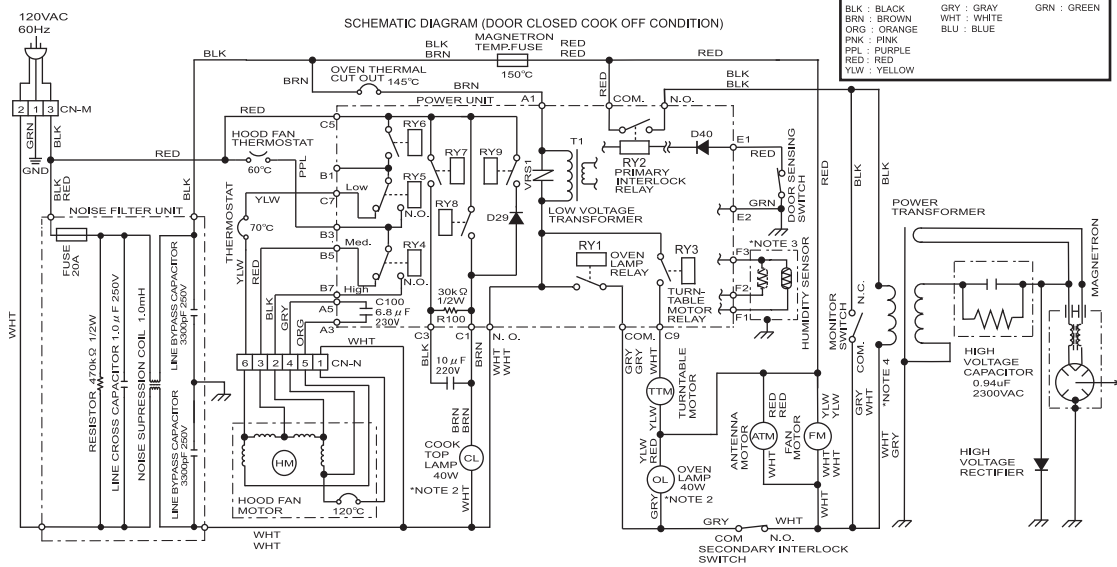 SCHEMATIC DIAGRAM (DOOR CLOSED COOK OFF CONDITION)
BLK : BLACK
BRN : BROWN
ORG : ORANGE
PNK : PINK
PPL : PURPLE
RED : RED
YLW : YELLOW
GRY : GRAY
WHT : WHITE
BLU : BLUE
GRN : GREEN
120VAC
60Hz
2 1 3 CN-M
GRN
BLK
GND
BLK
RED
WHT
NOISE FILTER UNIT
FUSE
20A
RESISTOR 470kΩ 1/2W
LINE CROSS CAPACITOR 1.0 μF 250V
NOISE SUPRESSION COIL 1.0mH
LINE BYPASS CAPACITOR
3300pF 250V
LINE BYPASS CAPACITOR
3300pF 250V
WHT
WHT
BLK
BLK
BRN
MAGNETRON
TEMP.FUSE
150°C
RED
RED
RED
OVEN THERMAL
CUT OUT 145°C
BRN
BRN
A1
RED
HOOD FAN
THERMOSTAT
60°C
RED
PPL
THERMOSTAT
70°C
YLW
YLW
RED
BLK
GRY
ORG
POWER UNIT
C5
B1
C7
B3
B5
B7
A5
A3
Low
Med.
High
N.O.
N.O.
RY6
RY5
RY4
RY7
RY8
RY9
D29
C100
6.8 μF
230V
30kΩ
1/2W
R100
C3
C1
N. O.
BLK
BRN
WHT
WHT
10 μF
220V
BRN
BRN
COOK
TOP
LAMP
40W
*NOTE 2
CL
WHT
6 3 2 4 5 1 CN-N
WHT
HM
HOOD FAN
MOTOR
120°C
VRS1
T1
LOW VOLTAGE
TRANSFORMER
COM.
N.O.
RED
BLK
BLK
RY2
PRIMARY
INTERLOCK
RELAY
D40
E1
RED
GRN
E2
DOOR SENSING
SWITCH
RY1
OVEN LAMP
RELAY
RY3
TURN-
TABLE
MOTOR
RELAY
*NOTE 3
F3
F2
F1
HUMIDITY SENSOR
COM.
C9
GRY
GRY
WHT
TTM
TURNTABLE
MOTOR
YLW
YLW
RED
OL
OVEN
LAMP
40W
*NOTE 2
GRY
ANTENNA
MOTOR
ATM
RED
RED
WHT
FAN
MOTOR
FM
RED
YLW
YLW
WHT
WHT
WHT
GRY
WHT
COM
N.O.
SECONDARY INTERLOCK
SWITCH
MONITOR
SWITCH
COM.
N.C.
BLK
BLK
GRY
WHT
*NOTE 4
WHT
GRY
POWER
TRANSFORMER
HIGH
VOLTAGE
CAPACITOR
0.94uF
2300VAC
HIGH
VOLTAGE
RECTIFIER
MAGNETRON